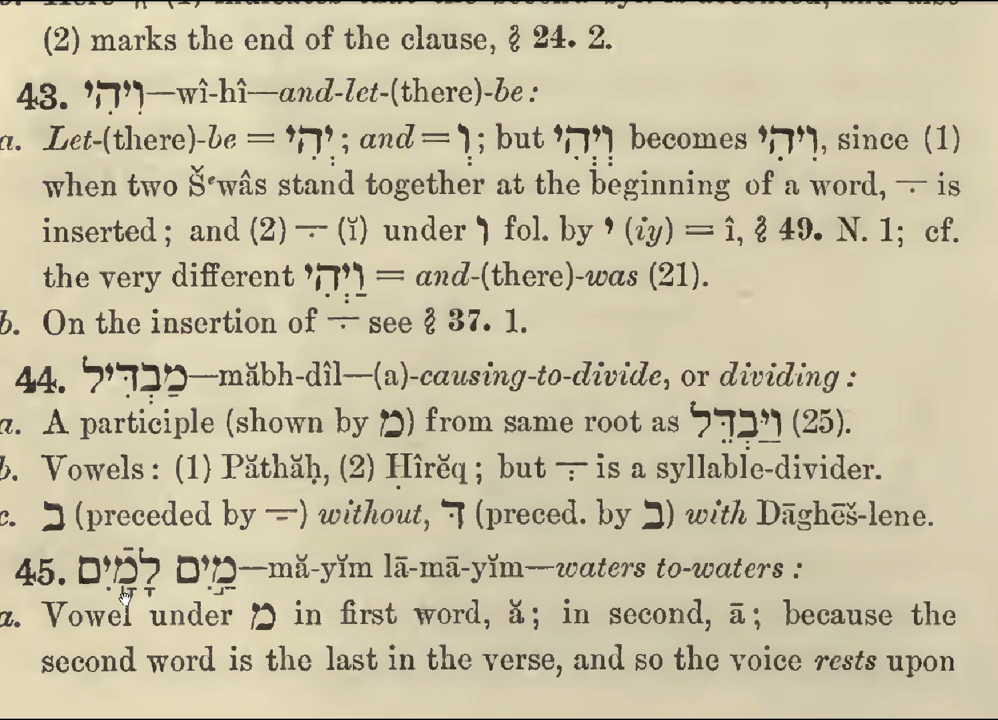 (2) marks the end of the clause, § 24. 2.
43. וִיהִי—wî-hî—and-let-(there)-be:
a. Let-(there)-be = יְהִי; and = וְ; but וְיְהִי becomes וִיהִי, since (1)
when two Šᵉwâs stand together at the beginning of a word, —ִ is
inserted; and (2) —ִ (ĭ) under ו fol. by י (iy) = î, § 49. N. 1; cf.
the very different וַיְהִי = and-(there)-was (21).
b. On the insertion of —ִ see § 37. 1.
44. מַבְדִּיל—măbh-dîl—(a)-causing-to-divide, or dividing:
a. A participle (shown by מ) from same root as וַיַּבְדֵּל (25).
b. Vowels: (1) Păthăḥ, (2) Ḥîrĕq; but —ְ is a syllable-divider.
c. ב (preceded by —ַ) without, ד (preced. by ב) with Dāghēš-lene.
45. מַיִם לָמָיִם—mă-yĭm lā-mā-yĭm—waters to-waters:
a. Vowel under מ in first word, ă; in second, ā; because the
second word is the last in the verse, and so the voice rests upon